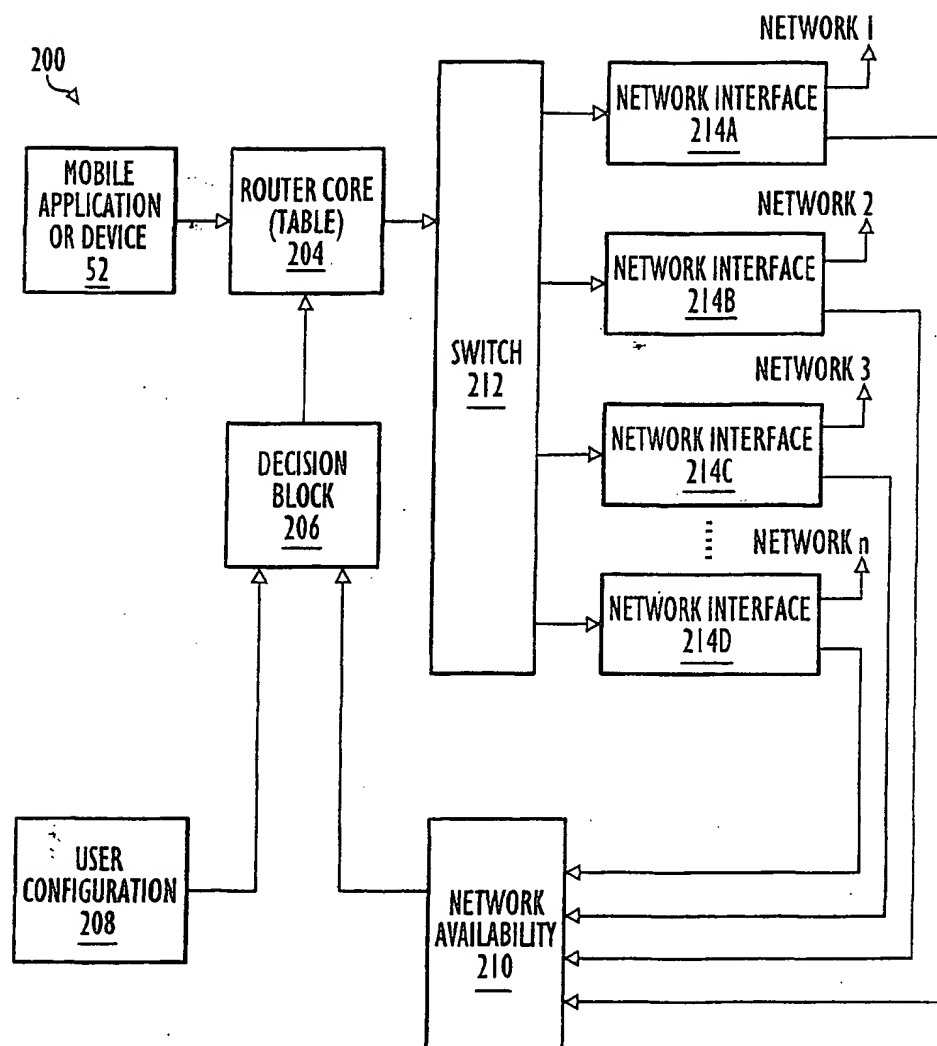 200
MOBILE
APPLICATION
OR DEVICE
52
ROUTER CORE
(TABLE)
204
SWITCH
212
NETWORK 1
NETWORK INTERFACE
214A
NETWORK 2
NETWORK INTERFACE
214B
NETWORK 3
NETWORK INTERFACE
214C
NETWORK n
NETWORK INTERFACE
214D
DECISION
BLOCK
206
USER
CONFIGURATION
208
NETWORK
AVAILABILITY
210